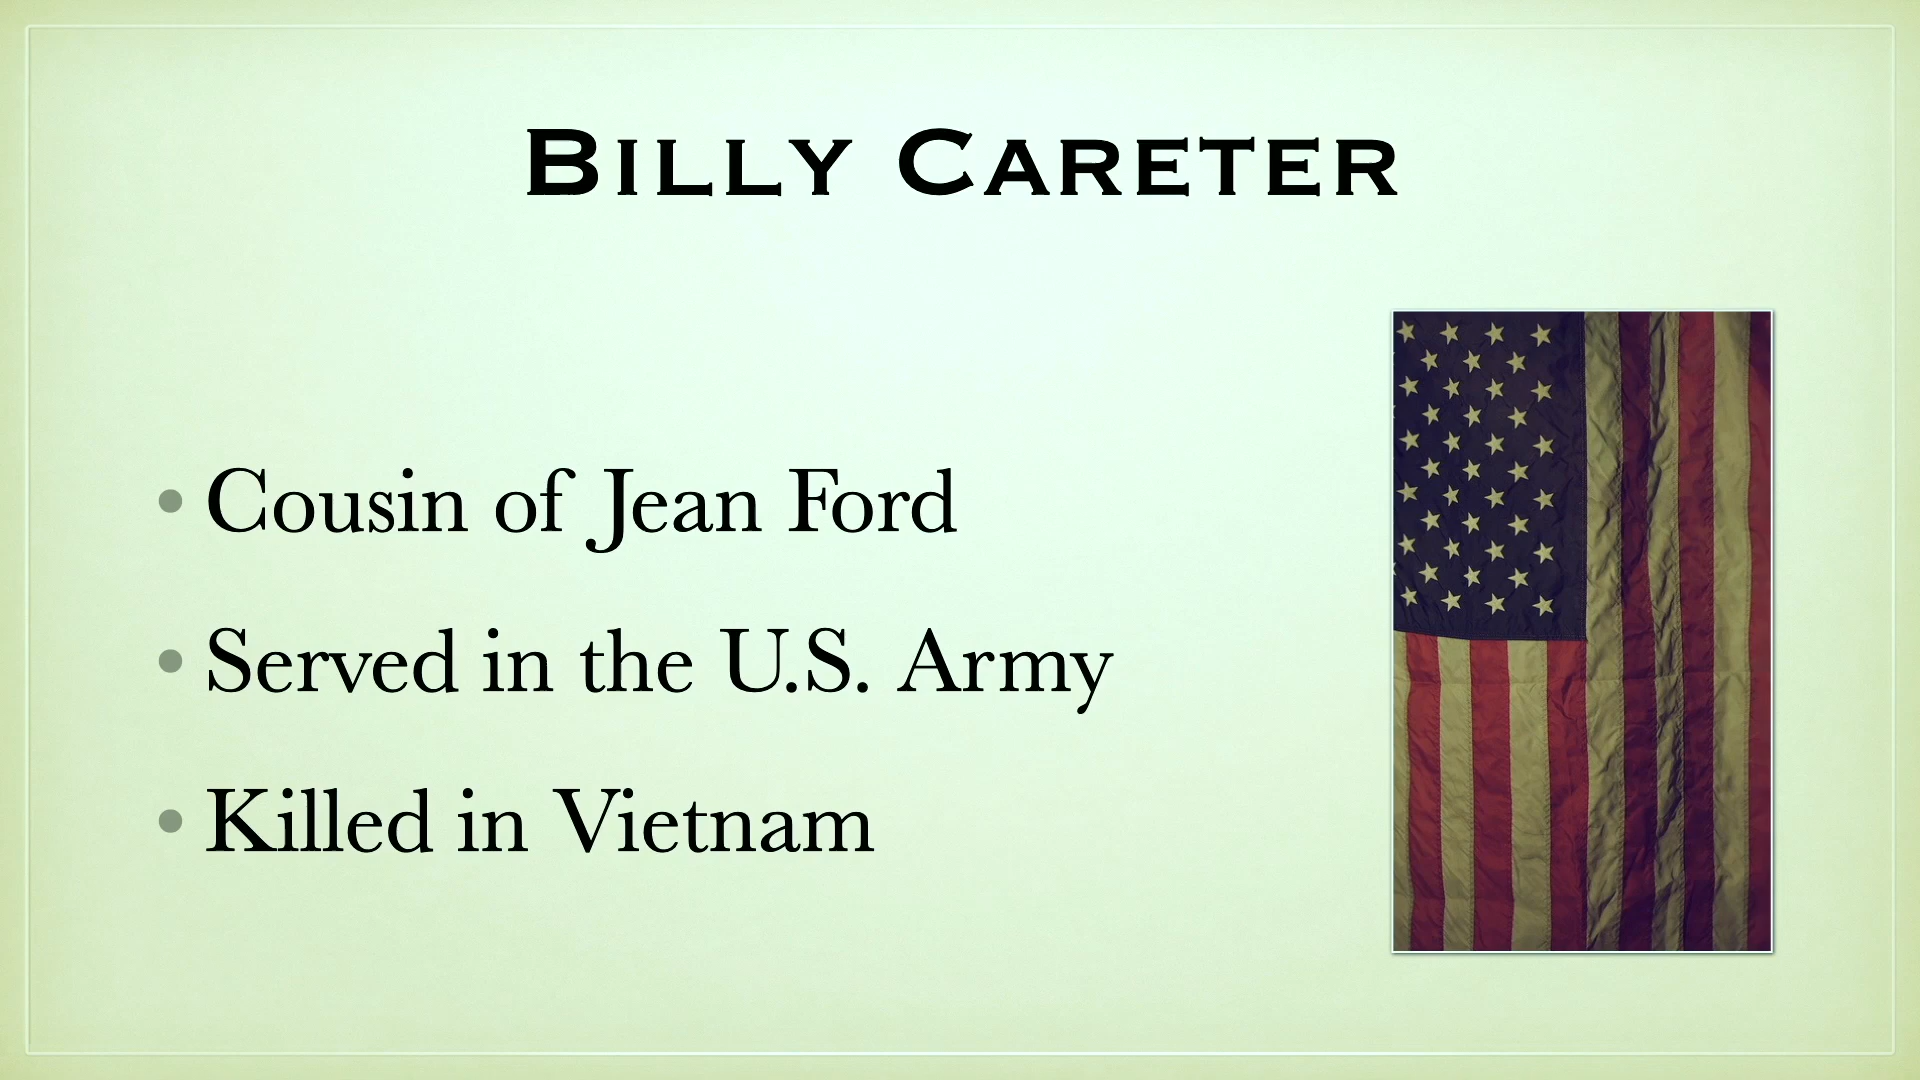 Billy Careter
• Cousin of Jean Ford
• Served in the U.S. Army
• Killed in Vietnam